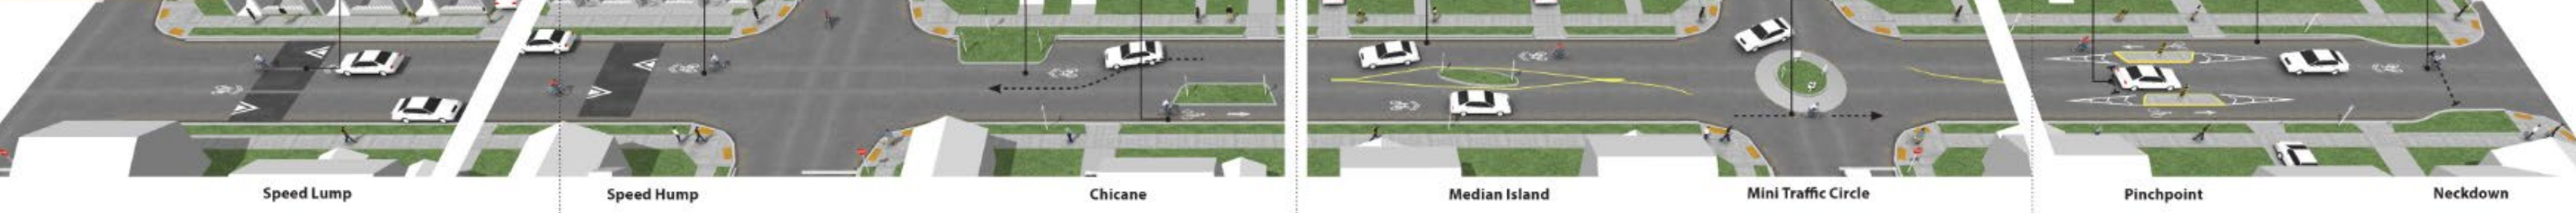 Speed Lump
Speed Hump
Chicane
Median Island
Mini Traffic Circle
Pinchpoint
Neckdown